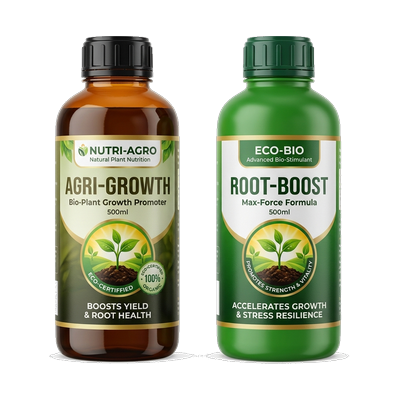 NUTRI-AGRO
Natural Plant Nutrition
AGRI-GROWTH
Bio-Plant Growth Promoter
500ml
ECO-CERTIFFIED
100%
ORGANIC
BOOSTS YIELD
& ROOT HEALTH
ECO-BIO
Advanced Bio-Stimulant
ROOT-BOOST
Max-Force Formula
500ml
PROMOTES STRENGTH & VITALITY
ACCELERATES GROWTH
& STRESS RESILIENCE